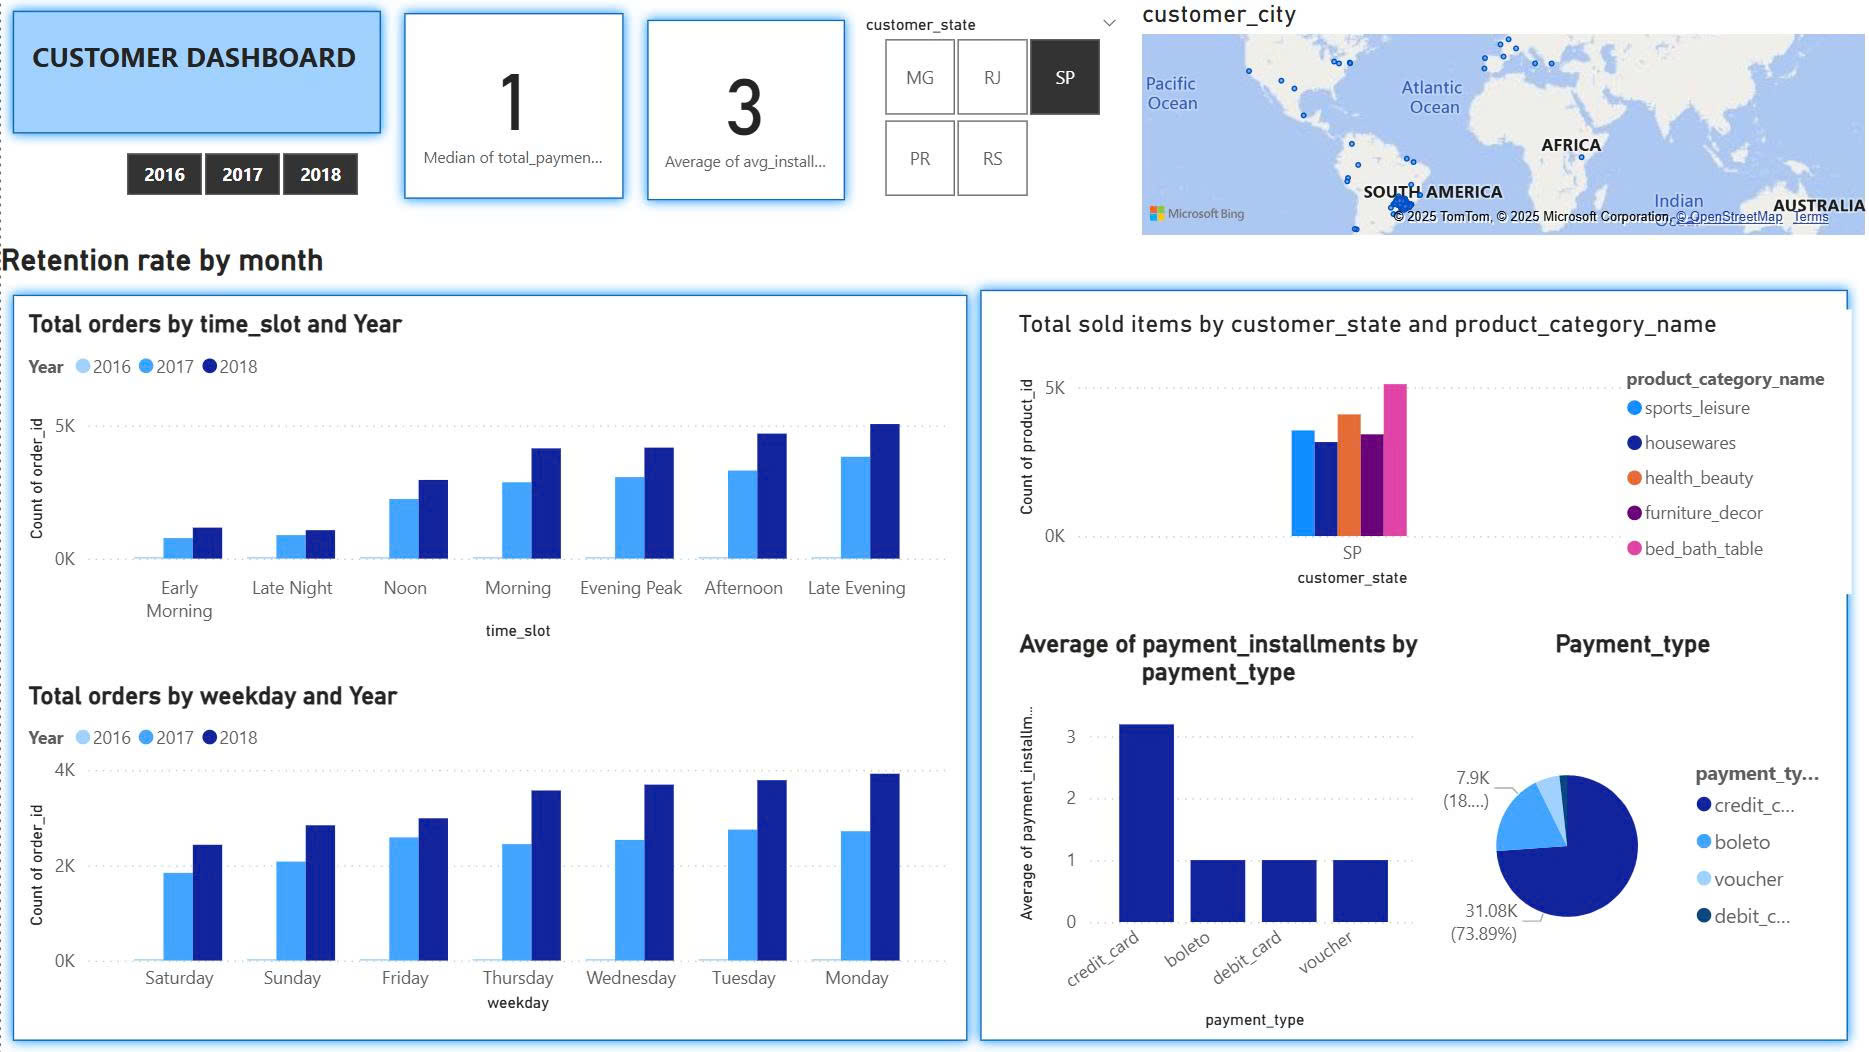 CUSTOMER DASHBOARD
2016 2017 2018
1
Median of total_paymen...
3
Average of avg_install...
customer_state
MG RJ SP
PR RS
customer_city
Pacific
Ocean
Atlantic
Ocean
AFRICA
SOUTH AMERICA
Indian
AUSTRALIA
Microsoft Bing
© 2025 TomTom, © 2025 Microsoft Corporation, © OpenStreetMap Terms
Retention rate by month
Total orders by time_slot and Year
Year 2016 2017 2018
Count of order_id
5K
0K
Early Morning
Late Night
Noon
Morning
Evening Peak
Afternoon
Late Evening
time_slot
Total orders by weekday and Year
Year 2016 2017 2018
Count of order_id
4K
2K
0K
Saturday Sunday Friday Thursday Wednesday Tuesday Monday
weekday
Total sold items by customer_state and product_category_name
Count of product_id
5K
0K
SP
customer_state
product_category_name
sports_leisure
housewares
health_beauty
furniture_decor
bed_bath_table
Average of payment_installments by
payment_type
Average of payment_installm...
3
2
1
0
credit_card boleto debit_card voucher
payment_type
Payment_type
7.9K
(18....)
31.08K
(73.89%)
payment_ty...
credit_c...
boleto
voucher
debit_c...